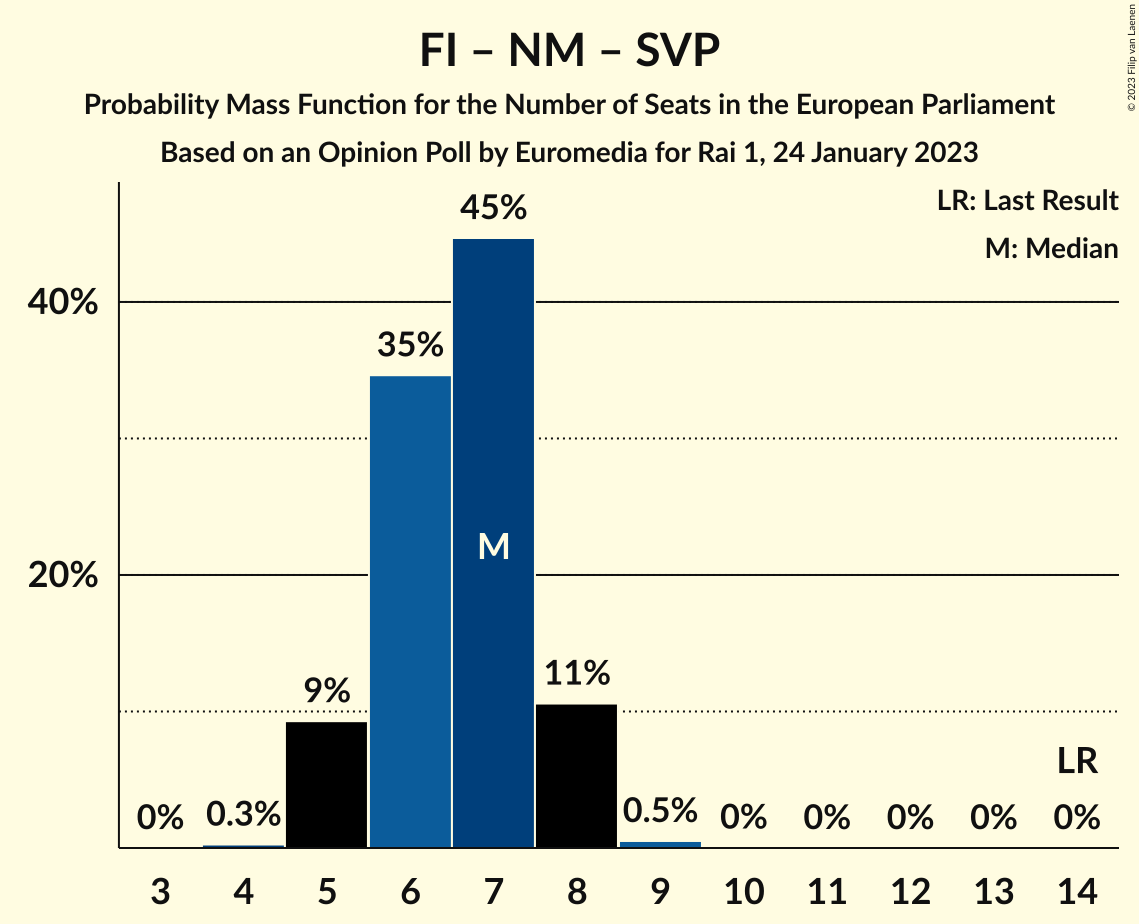 FI – NM – SVP
Probability Mass Function for the Number of Seats in the European Parliament
Based on an Opinion Poll by Euromedia for Rai 1, 24 January 2023
© 2023 Filip van Laenen
LR: Last Result
M: Median
40%
20%
0%
0.3%
9%
35%
45%
M
11%
0.5%
0%
0%
0%
0%
LR
0%
3 4 5 6 7 8 9 10 11 12 13 14